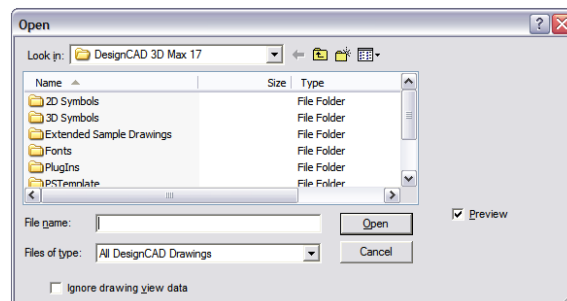 Open
Look in: DesignCAD 3D Max 17
Name Size Type
2D Symbols File Folder
3D Symbols File Folder
Extended Sample Drawings File Folder
Fonts File Folder
PlugIns File Folder
PSTemplate File Folder
File name: Open
Preview
Files of type: All DesignCAD Drawings Cancel
Ignore drawing view data